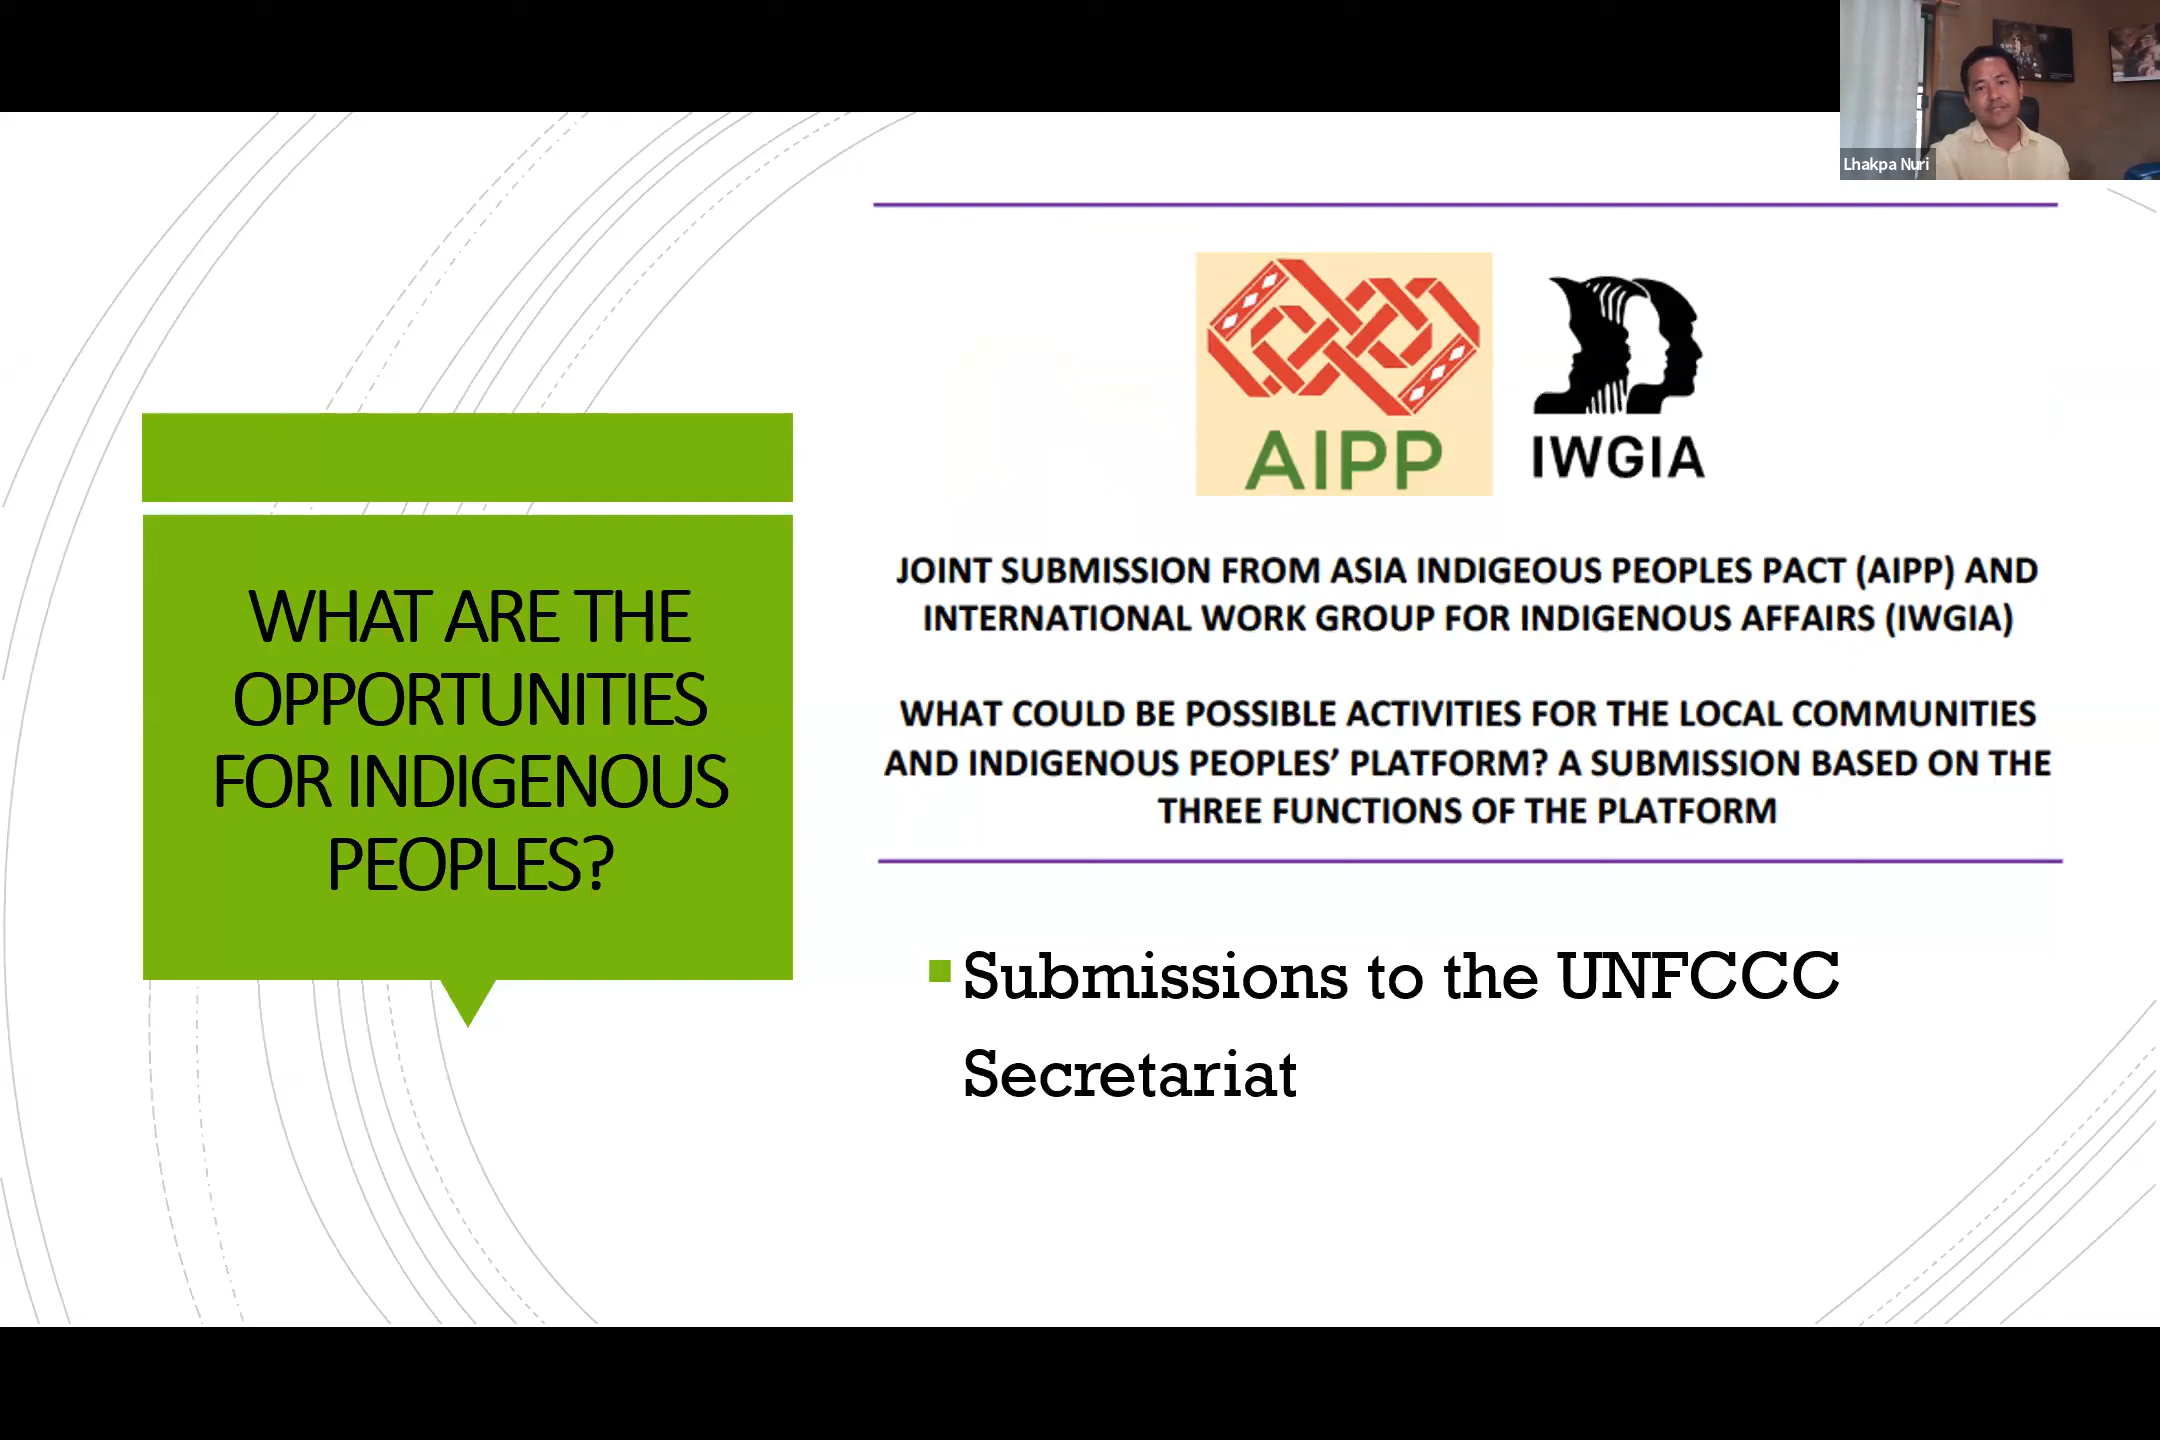 Lhakpa Nuri
WHAT ARE THE
OPPORTUNITIES
FOR INDIGENOUS
PEOPLES?
AIPP
IWGIA
JOINT SUBMISSION FROM ASIA INDIGEOUS PEOPLES PACT (AIPP) AND
INTERNATIONAL WORK GROUP FOR INDIGENOUS AFFAIRS (IWGIA)
WHAT COULD BE POSSIBLE ACTIVITIES FOR THE LOCAL COMMUNITIES
AND INDIGENOUS PEOPLES’ PLATFORM? A SUBMISSION BASED ON THE
THREE FUNCTIONS OF THE PLATFORM
Submissions to the UNFCCC
Secretariat